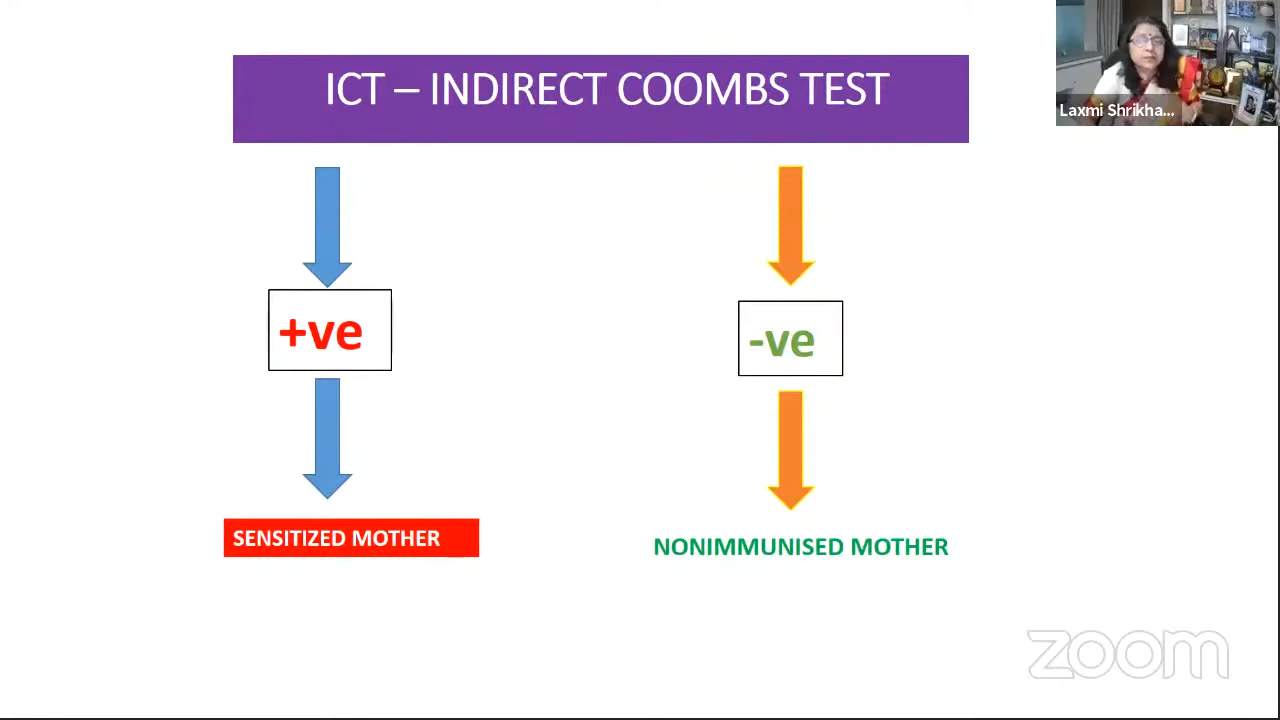 ICT – INDIRECT COOMBS TEST
Laxmi Shrikha...
+ve
-ve
SENSITIZED MOTHER
NONIMMUNISED MOTHER
zoom